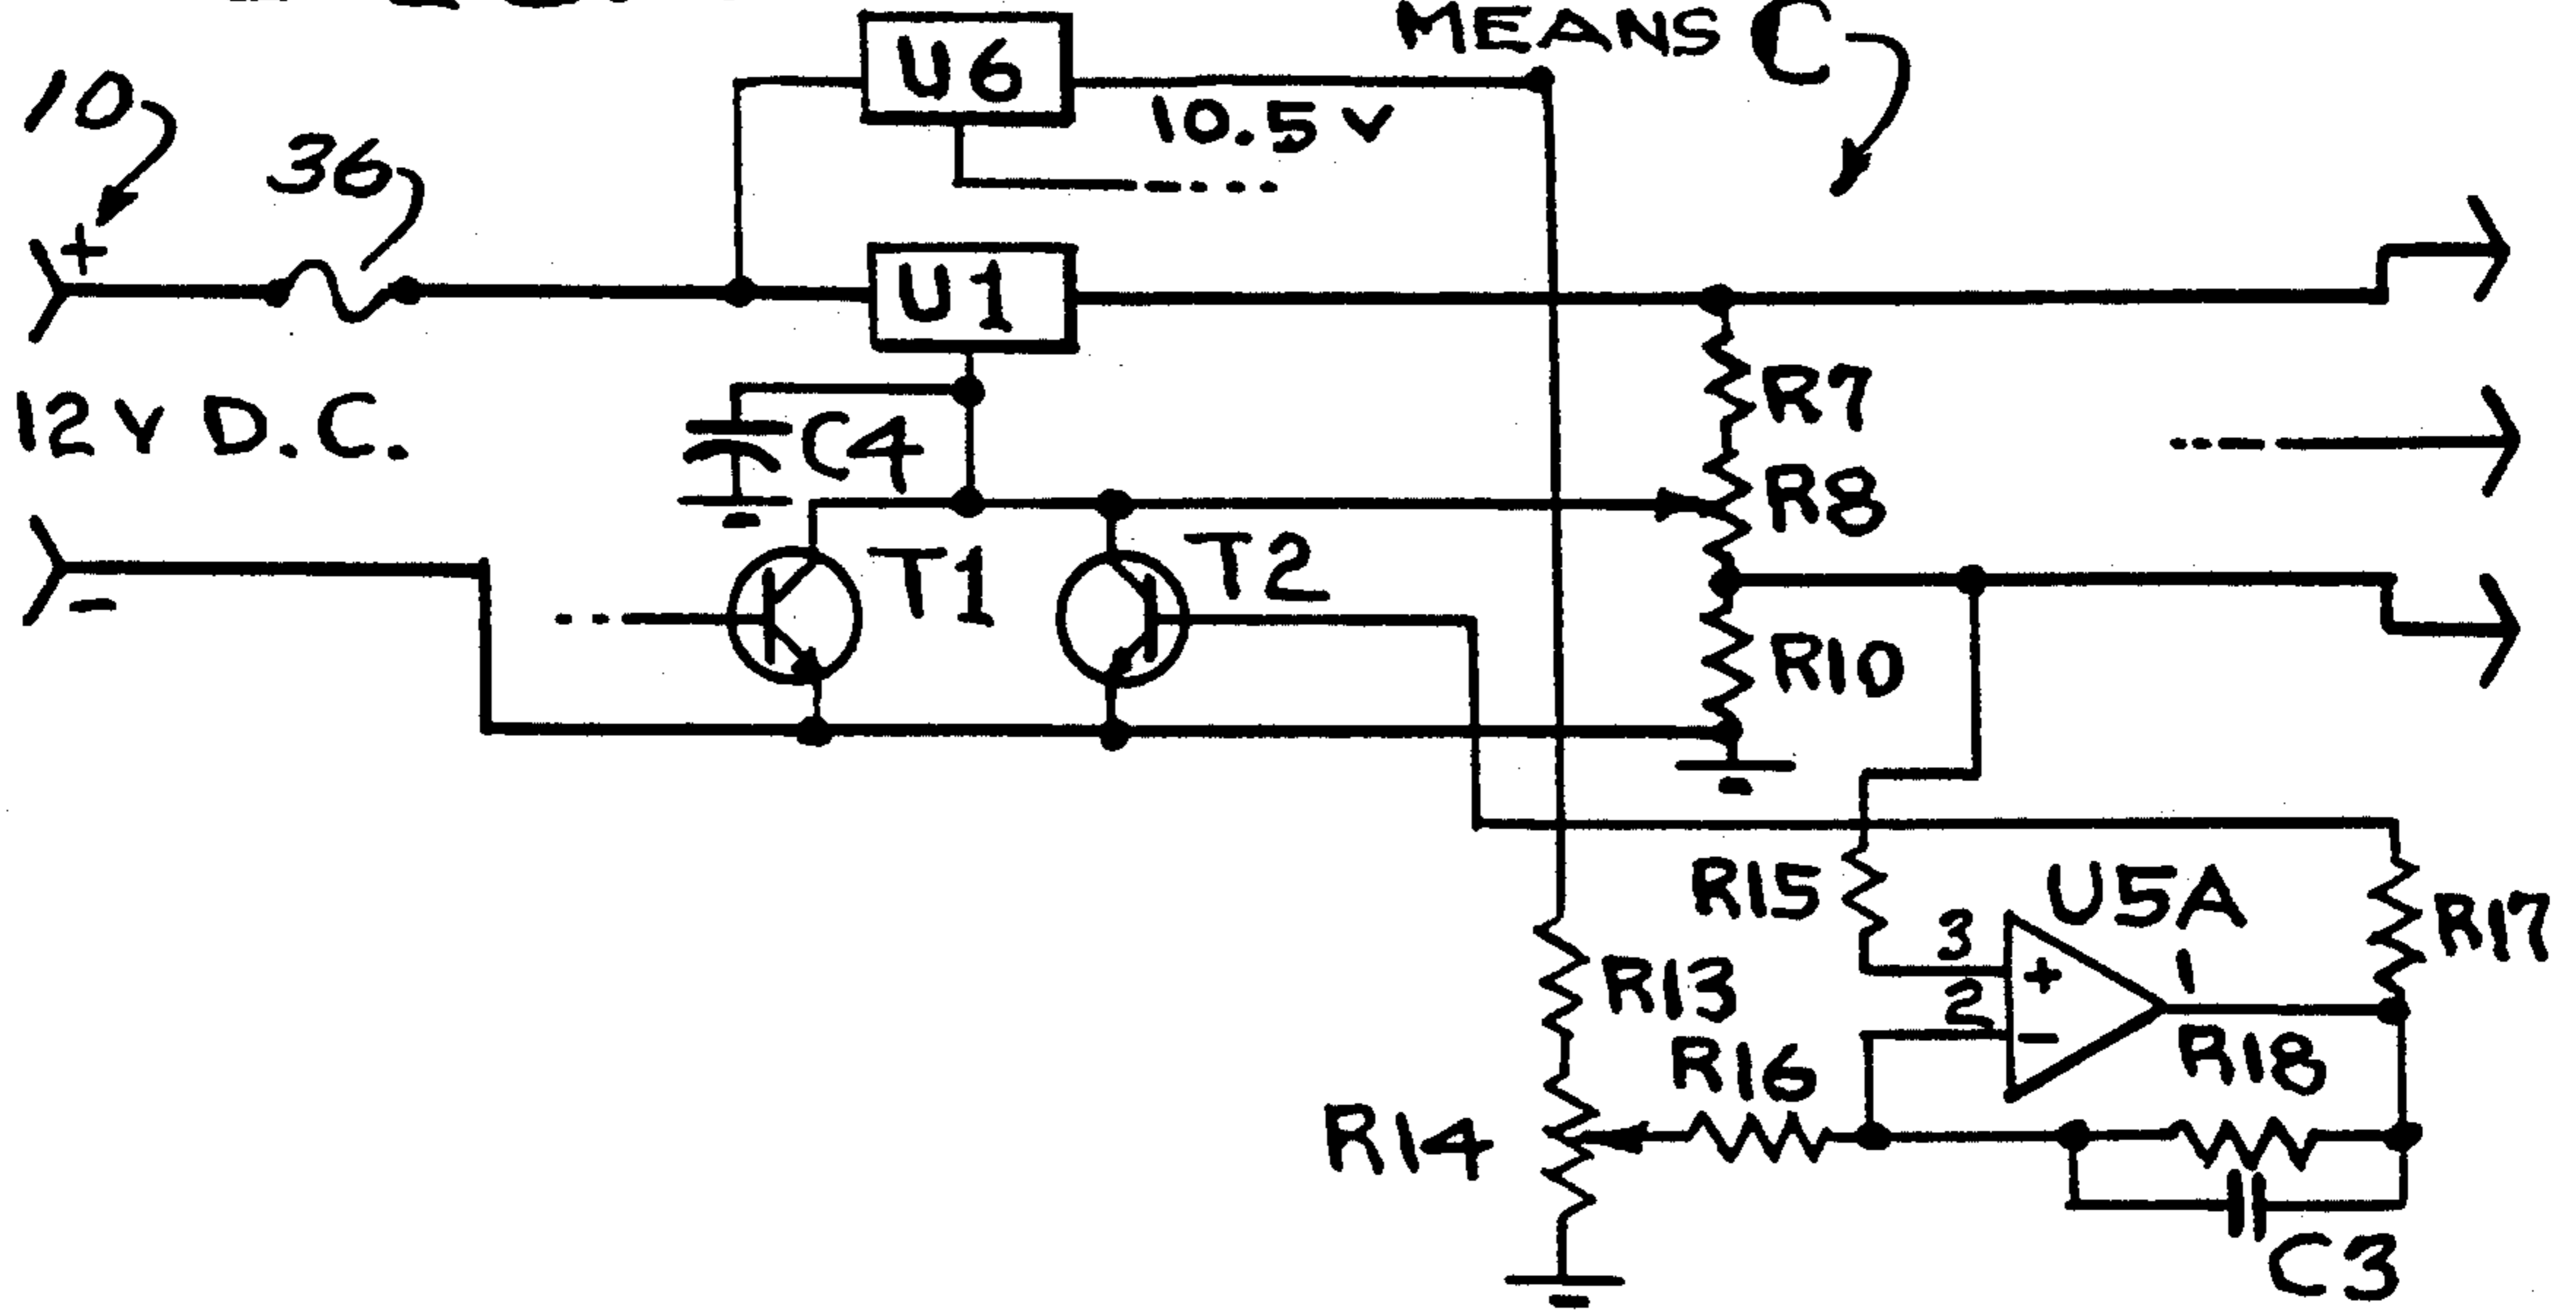 MEANS C
U6
10
10.5 V
36
+
U1
R7
12 V D.C.
C4
R8
T1
T2
-
R10
R15
U5A
3
+
1
R17
R13
2
-
R16
R18
R14
C3